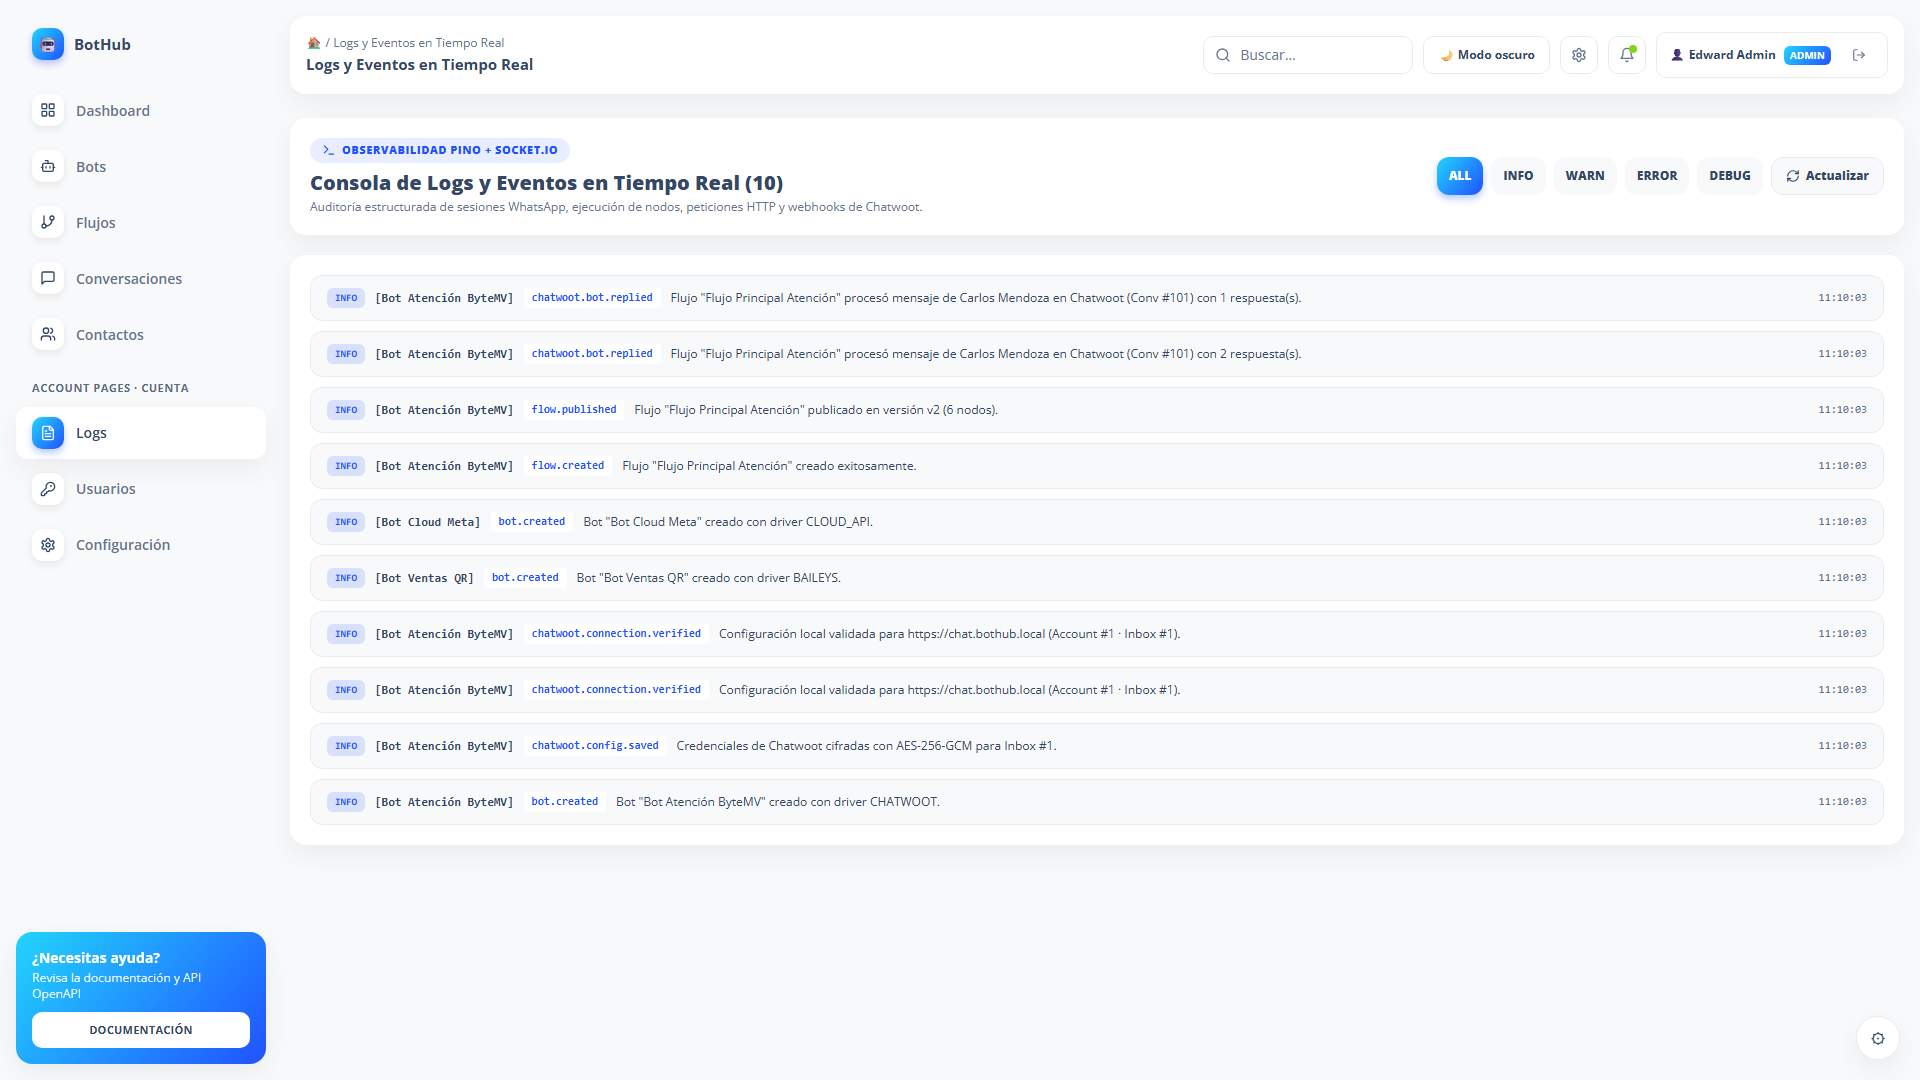 BotHub
Dashboard
Bots
Flujos
Conversaciones
Contactos
ACCOUNT PAGES · CUENTA
Logs
Usuarios
Configuración
¿Necesitas ayuda?
Revisa la documentación y API
OpenAPI
DOCUMENTACIÓN
/ Logs y Eventos en Tiempo Real
Logs y Eventos en Tiempo Real
Buscar...
Modo oscuro
Edward Admin ADMIN
OBSERVABILIDAD PINO + SOCKET.IO
Consola de Logs y Eventos en Tiempo Real (10)
Auditoría estructurada de sesiones WhatsApp, ejecución de nodos, peticiones HTTP y webhooks de Chatwoot.
ALL INFO WARN ERROR DEBUG Actualizar
INFO [Bot Atención ByteMV] chatwoot.bot.replied Flujo "Flujo Principal Atención" procesó mensaje de Carlos Mendoza en Chatwoot (Conv #101) con 1 respuesta(s). 11:10:03
INFO [Bot Atención ByteMV] chatwoot.bot.replied Flujo "Flujo Principal Atención" procesó mensaje de Carlos Mendoza en Chatwoot (Conv #101) con 2 respuesta(s). 11:10:03
INFO [Bot Atención ByteMV] flow.published Flujo "Flujo Principal Atención" publicado en versión v2 (6 nodos). 11:10:03
INFO [Bot Atención ByteMV] flow.created Flujo "Flujo Principal Atención" creado exitosamente. 11:10:03
INFO [Bot Cloud Meta] bot.created Bot "Bot Cloud Meta" creado con driver CLOUD_API. 11:10:03
INFO [Bot Ventas QR] bot.created Bot "Bot Ventas QR" creado con driver BAILEYS. 11:10:03
INFO [Bot Atención ByteMV] chatwoot.connection.verified Configuración local validada para https://chat.bothub.local (Account #1 · Inbox #1). 11:10:03
INFO [Bot Atención ByteMV] chatwoot.connection.verified Configuración local validada para https://chat.bothub.local (Account #1 · Inbox #1). 11:10:03
INFO [Bot Atención ByteMV] chatwoot.config.saved Credenciales de Chatwoot cifradas con AES-256-GCM para Inbox #1. 11:10:03
INFO [Bot Atención ByteMV] bot.created Bot "Bot Atención ByteMV" creado con driver CHATWOOT. 11:10:03